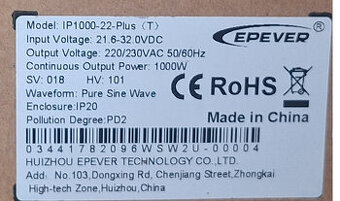 Model: IP1000-22-Plus (T)
EPEVER®
Input Voltage: 21.6-32.0VDC
Output Voltage: 220/230VAC 50/60Hz
Continuous Output Power: 1000W
SV: 018 HV: 101
CE RoHS
Waveform: Pure Sine Wave
Enclosure: IP20
Pollution Degree: PD2
Made in China
03441782096WSW2U-00004
HUIZHOU EPEVER TECHNOLOGY CO.,LTD.
Add: No.103,Dongxing Rd, Chenjiang Street,Zhongkai
High-tech Zone,Huizhou,China